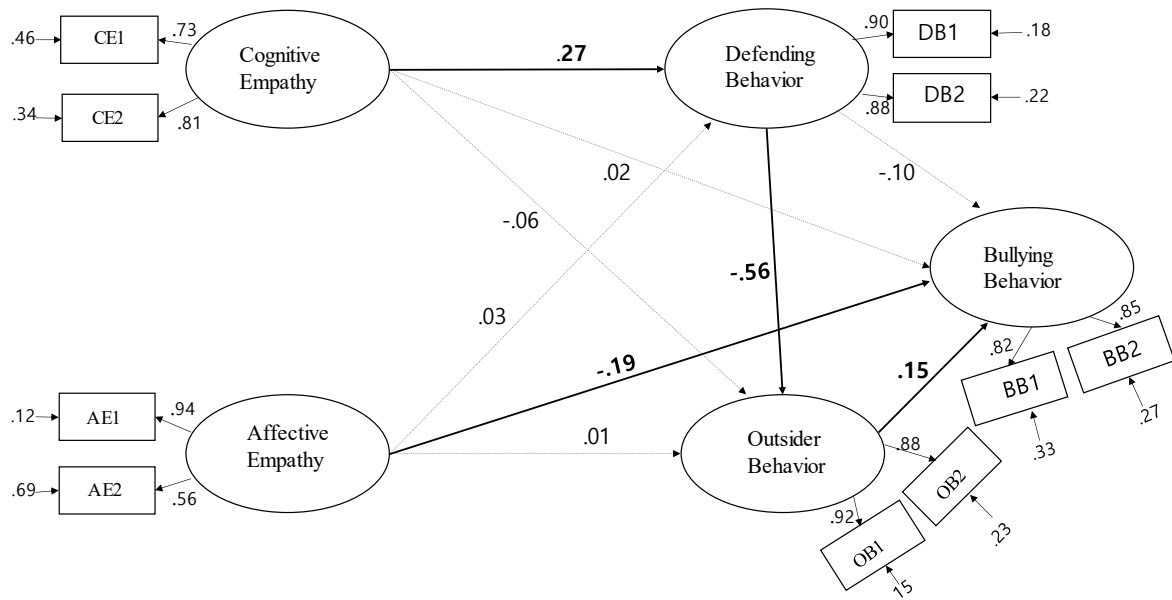 .46
CE1
.73
Cognitive
Empathy
.34
CE2
.81
.27
Defending
Behavior
.90
DB1
.18
.88
DB2
.22
.02
-.10
-.06
Bullying
Behavior
-.56
.03
-.19
.15
.82
.85
BB1
BB2
.33
.27
.12
AE1
.94
Affective
Empathy
.69
AE2
.56
.01
Outsider
Behavior
.88
OB2
.23
.92
OB1
.15